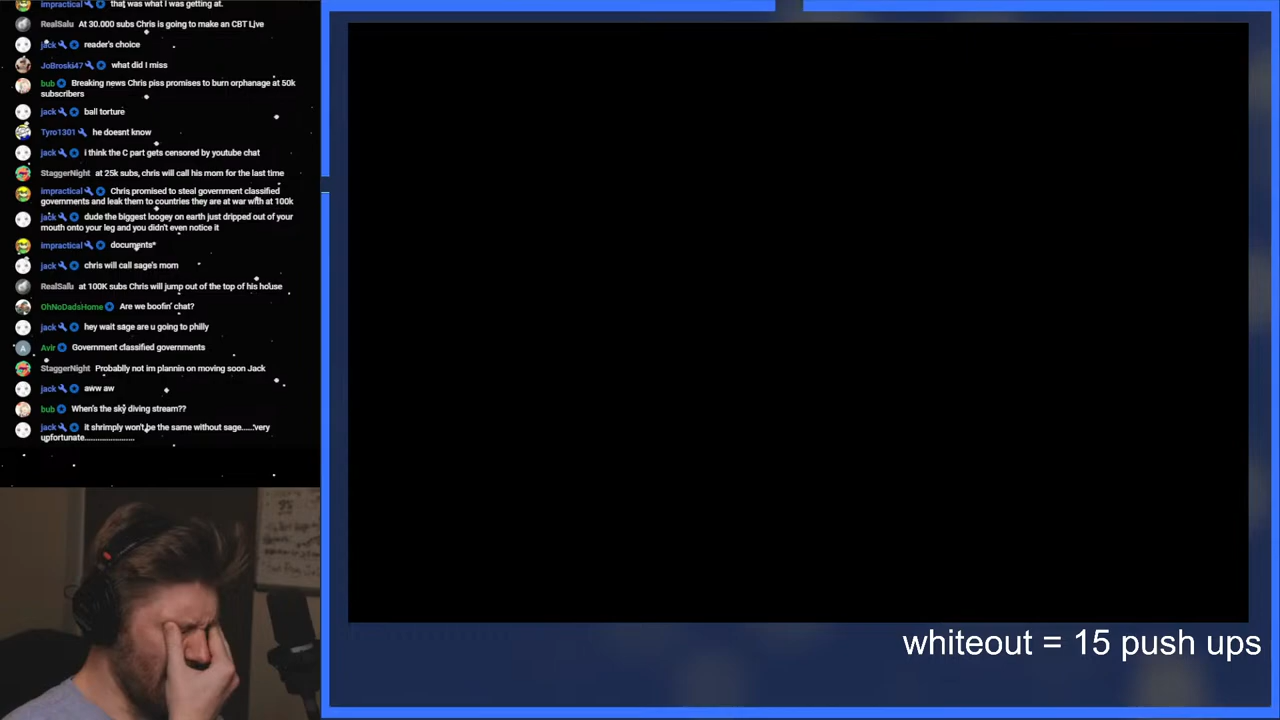 impractical that was what I was getting at.
RealSalu At 30.000 subs Chris is going to make an CBT Live
jack reader's choice
JoBroski47 what did I miss
bub Breaking news Chris piss promises to burn orphanage at 50k
subscribers
jack ball torture
Tyro1301 he doesnt know
jack i think the C part gets censored by youtube chat
StaggerNight at 25k subs, chris will call his mom for the last time
impractical Chris promised to steal government classified
governments and leak them to countries they are at war with at 100k
jack dude the biggest loogey on earth just dripped out of your
mouth onto your leg and you didn't even notice it
impractical documents*
jack chris will call sage's mom
RealSalu at 100K subs Chris will jump out of the top of his house
OhNoDadsHome Are we boofin' chat?
jack hey wait sage are u going to philly
A Avir Government classified governments
StaggerNight Probablly not im plannin on moving soon Jack
jack aww aw
bub When's the sky diving stream??
jack it shrimply won't be the same without sage......very
upfortunate........................
whiteout = 15 push ups